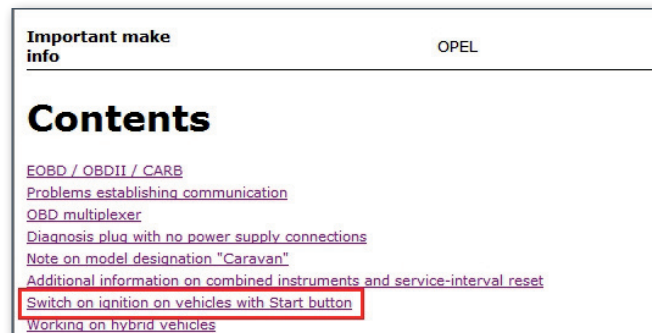 Important make
info
OPEL
Contents
EOBD / OBDII / CARB
Problems establishing communication
OBD multiplexer
Diagnosis plug with no power supply connections
Note on model designation "Caravan"
Additional information on combined instruments and service-interval reset
Switch on ignition on vehicles with Start button
Working on hybrid vehicles